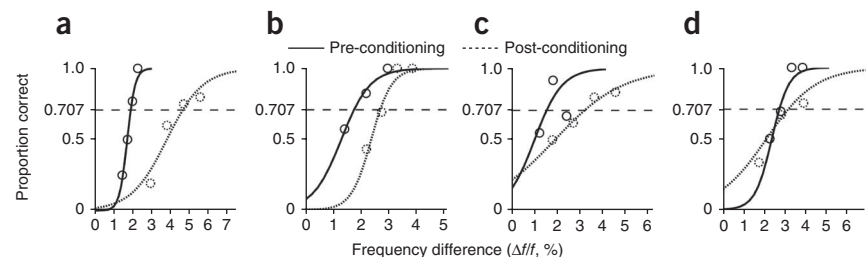 a b c d
Pre-conditioning Post-conditioning
1.0 1.0 1.0 1.0
0.707 0.707 0.707 0.707
0.5 0.5 0.5 0.5
0 0 0 0
0 1 2 3 4 5 6 7 0 1 2 3 4 5 0 1 2 3 4 5 6 0 1 2 3 4 5 6
Proportion correct
Frequency difference (Δf/f, %)